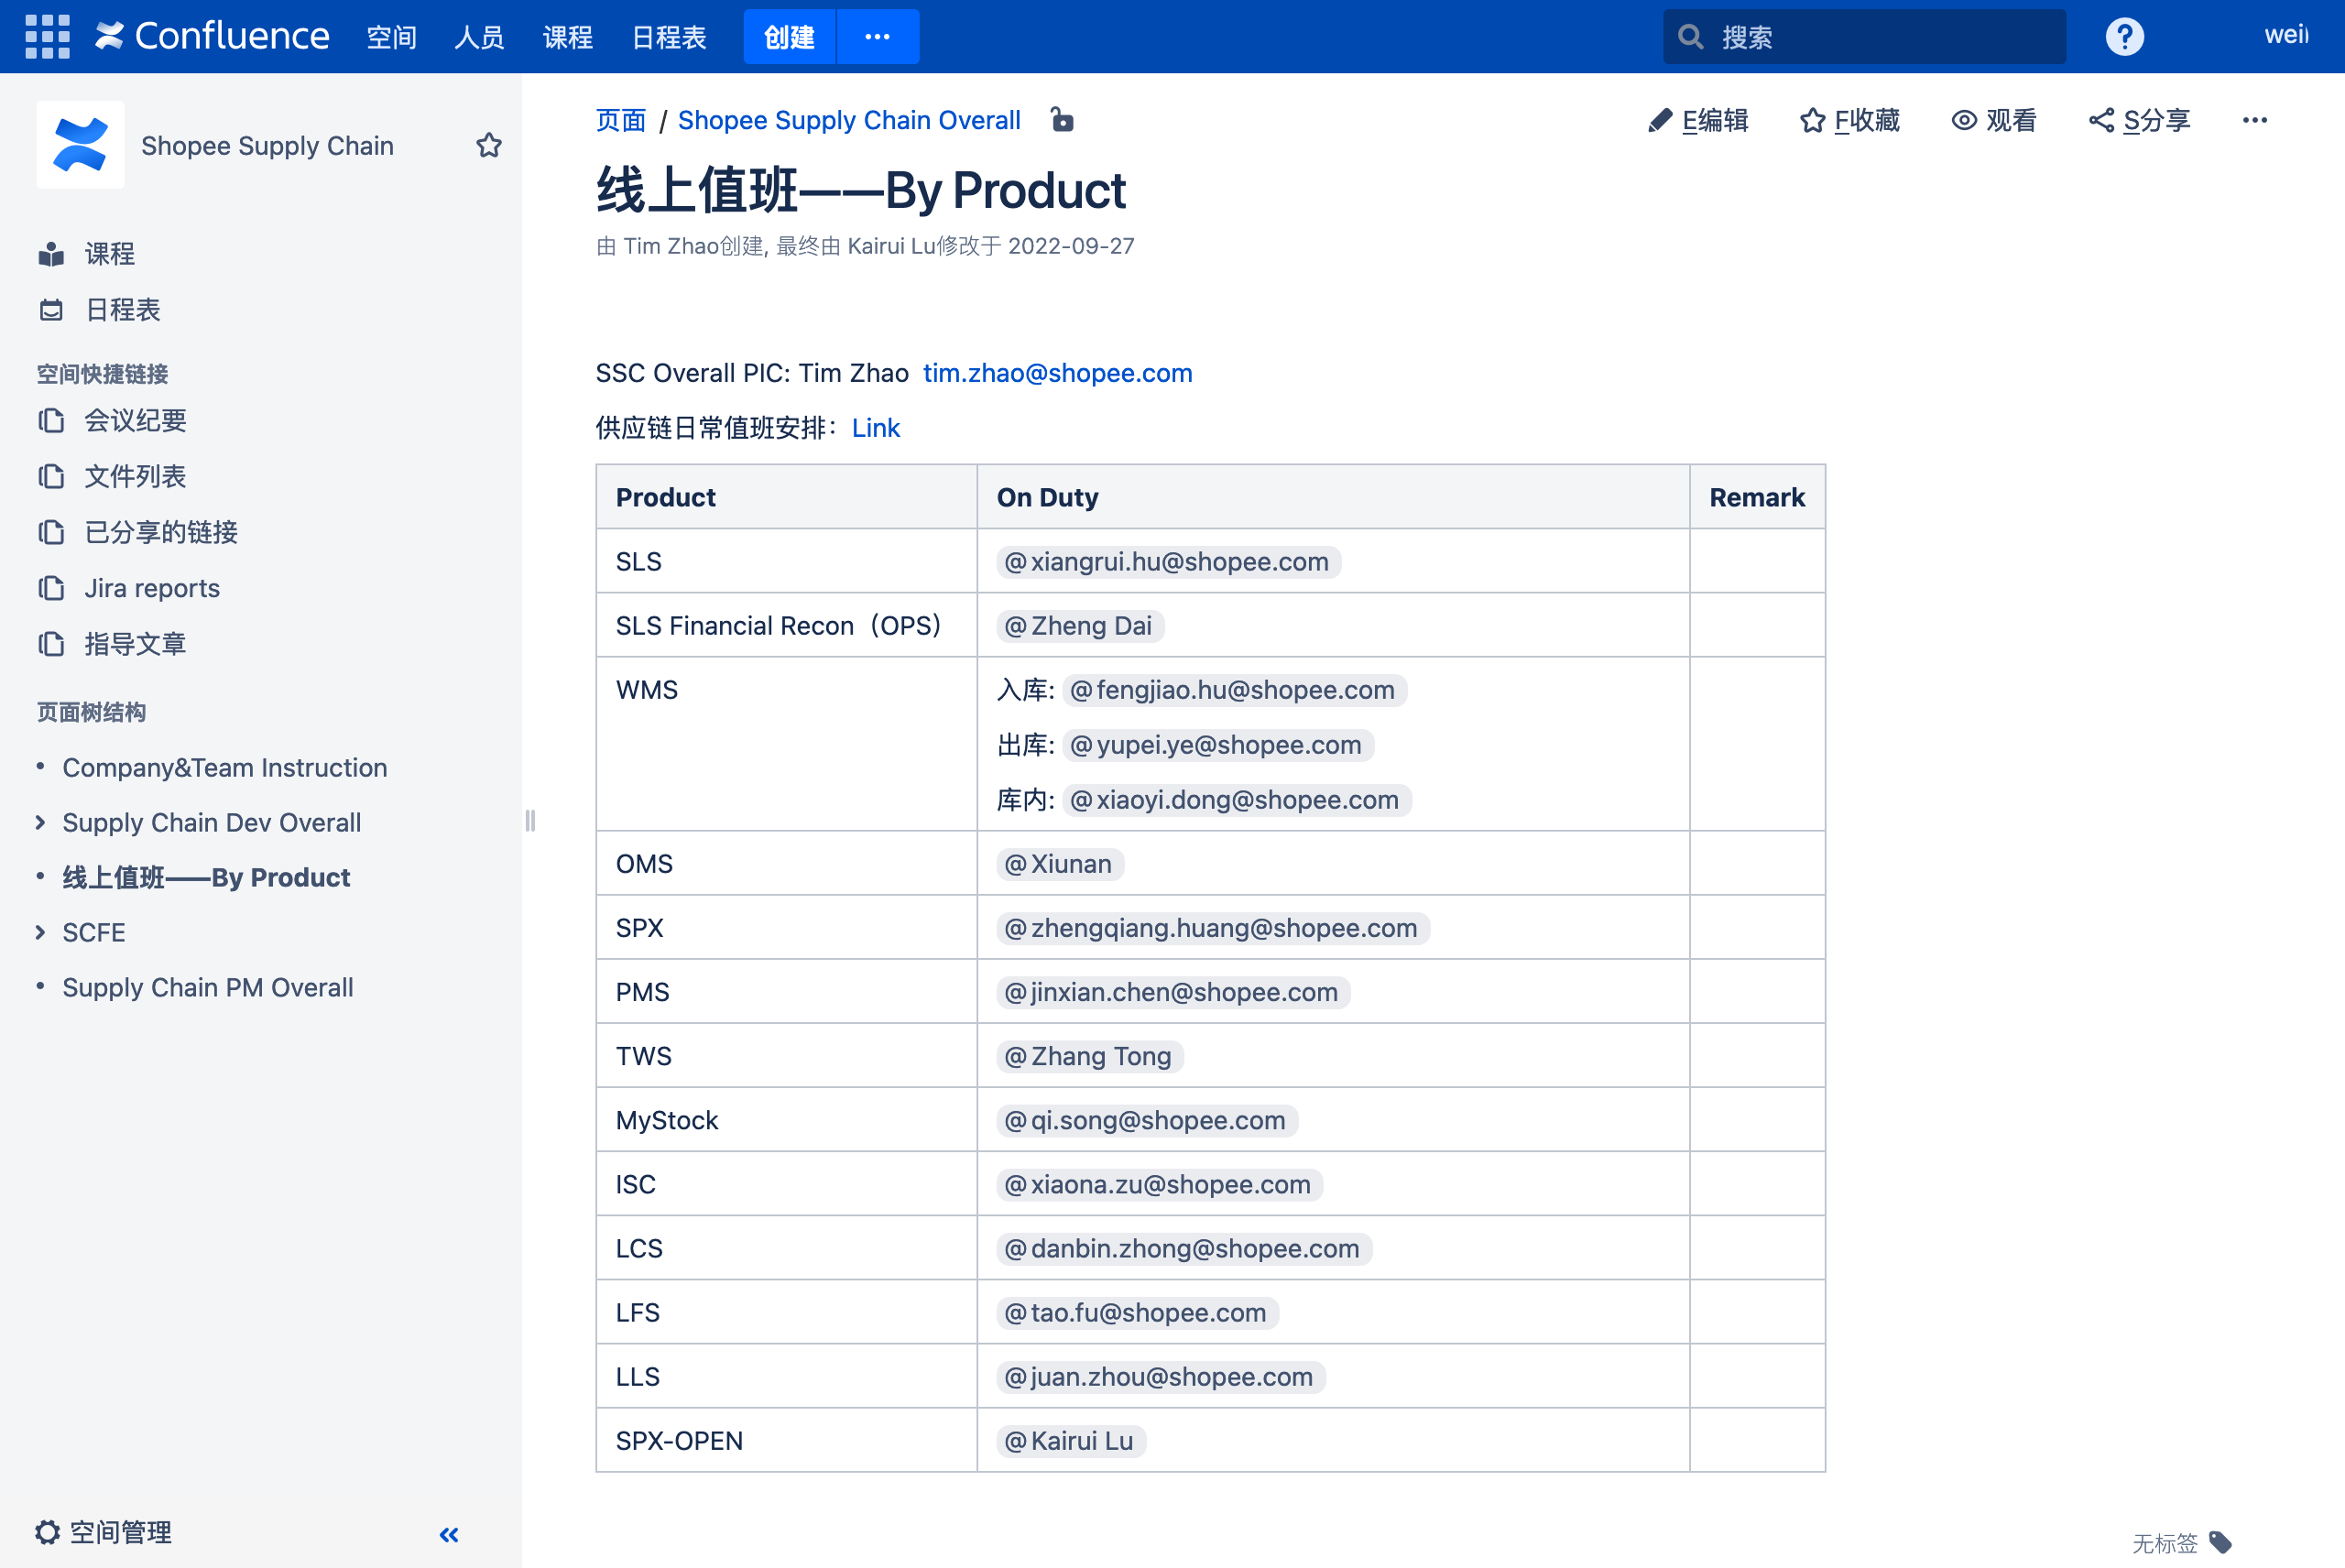 Confluence 空间 人员 课程 日程表 创建 ··· 搜索 ?
Shopee Supply Chain
课程
日程表
空间快捷链接
会议纪要
文件列表
已分享的链接
Jira reports
指导文章
页面树结构
Company&Team Instruction
Supply Chain Dev Overall
线上值班——By Product
SCFE
Supply Chain PM Overall
空间管理
页面 / Shopee Supply Chain Overall
E编辑 F收藏 观看 S分享 ···
线上值班——By Product
由 Tim Zhao创建, 最终由 Kairui Lu修改于 2022-09-27
SSC Overall PIC: Tim Zhao tim.zhao@shopee.com
供应链日常值班安排：Link
Product On Duty Remark
SLS @xiangrui.hu@shopee.com
SLS Financial Recon（OPS） @Zheng Dai
WMS 入库: @fengjiao.hu@shopee.com
出库: @yupei.ye@shopee.com
库内: @xiaoyi.dong@shopee.com
OMS @Xiunan
SPX @zhengqiang.huang@shopee.com
PMS @jinxian.chen@shopee.com
TWS @Zhang Tong
MyStock @qi.song@shopee.com
ISC @xiaona.zu@shopee.com
LCS @danbin.zhong@shopee.com
LFS @tao.fu@shopee.com
LLS @juan.zhou@shopee.com
SPX-OPEN @Kairui Lu
无标签